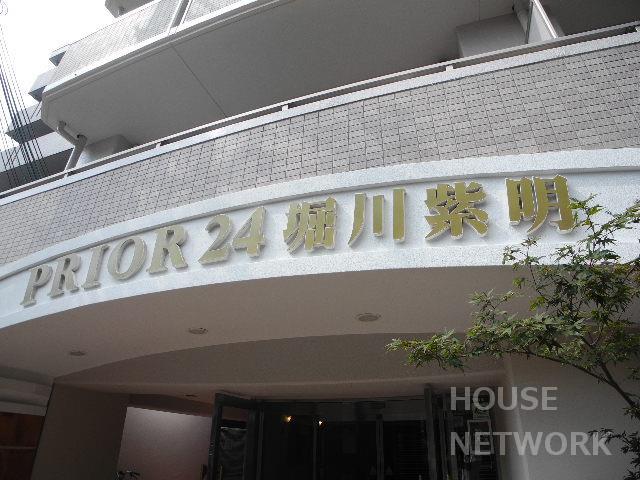 PRIOR 24 堀川紫明
HOUSE
NETWORK